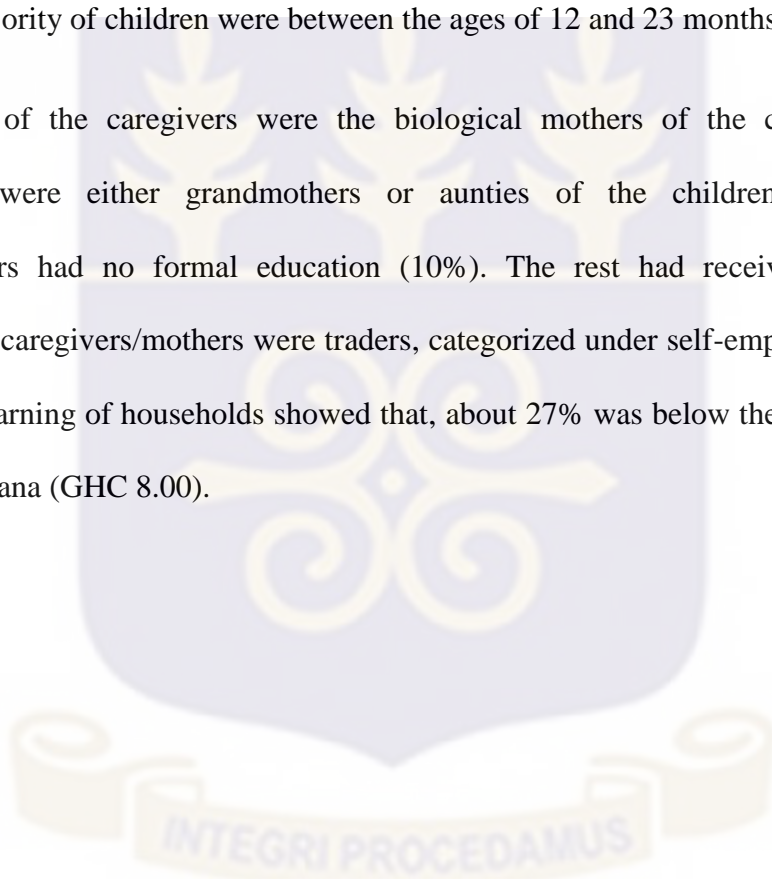 ority of children were between the ages of 12 and 23 months
of the caregivers were the biological mothers of the c
were either grandmothers or aunties of the children
rs had no formal education (10%). The rest had receiv
caregivers/mothers were traders, categorized under self-emp
arning of households showed that, about 27% was below the
ana (GHC 8.00).
INTEGRI PROCEDAMUS